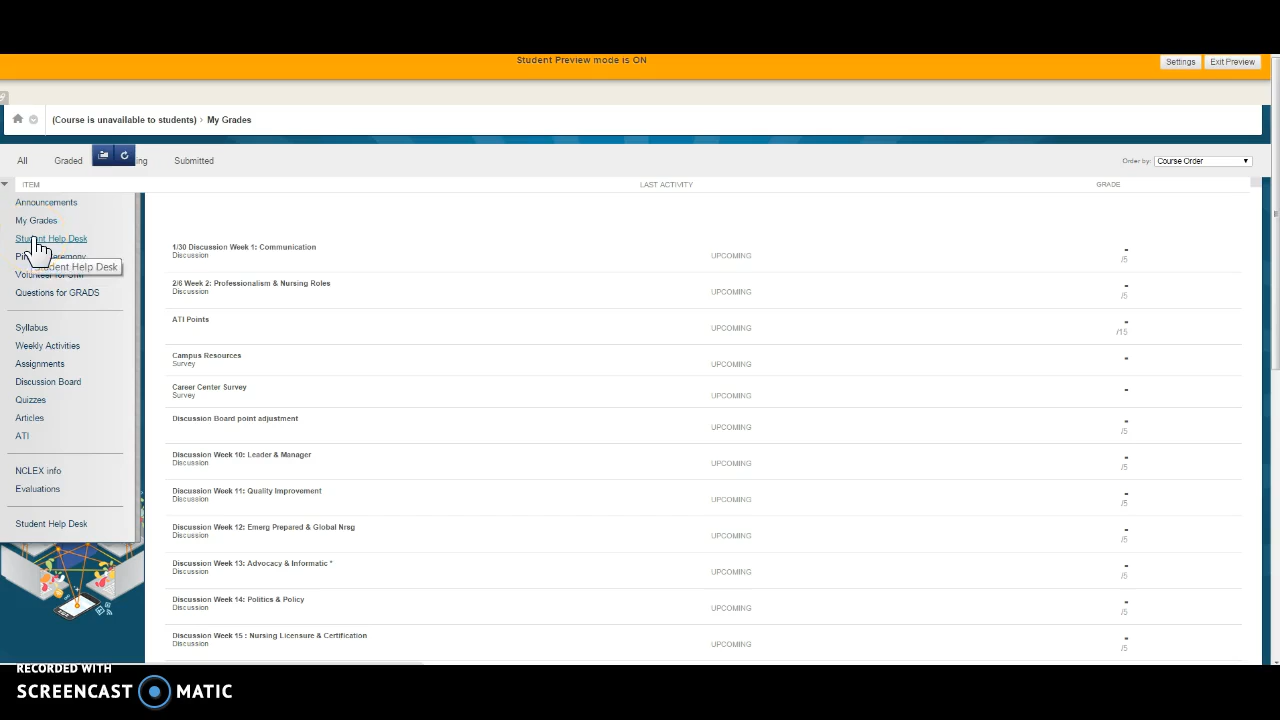 Student Preview mode is ON
Settings
Exit Preview
(Course is unavailable to students) › My Grades
All
Graded
ing
Submitted
Order by:
Course Order
ITEM
LAST ACTIVITY
GRADE
Announcements
My Grades
Student Help Desk
Student Help Desk
Questions for GRADS
Syllabus
Weekly Activities
Assignments
Discussion Board
Quizzes
Articles
ATI
NCLEX info
Evaluations
Student Help Desk
1/30 Discussion Week 1: Communication
Discussion
UPCOMING
-
/5
2/6 Week 2: Professionalism & Nursing Roles
Discussion
UPCOMING
-
/5
ATI Points
UPCOMING
-
/15
Campus Resources
Survey
UPCOMING
-
Career Center Survey
Survey
UPCOMING
-
Discussion Board point adjustment
UPCOMING
-
/5
Discussion Week 10: Leader & Manager
Discussion
UPCOMING
-
/5
Discussion Week 11: Quality Improvement
Discussion
UPCOMING
-
/5
Discussion Week 12: Emerg Prepared & Global Nrsg
Discussion
UPCOMING
-
/5
Discussion Week 13: Advocacy & Informatic *
Discussion
UPCOMING
-
/5
Discussion Week 14: Politics & Policy
Discussion
UPCOMING
-
/5
Discussion Week 15 : Nursing Licensure & Certification
Discussion
UPCOMING
-
/5
RECORDED WITH
SCREENCAST MATIC